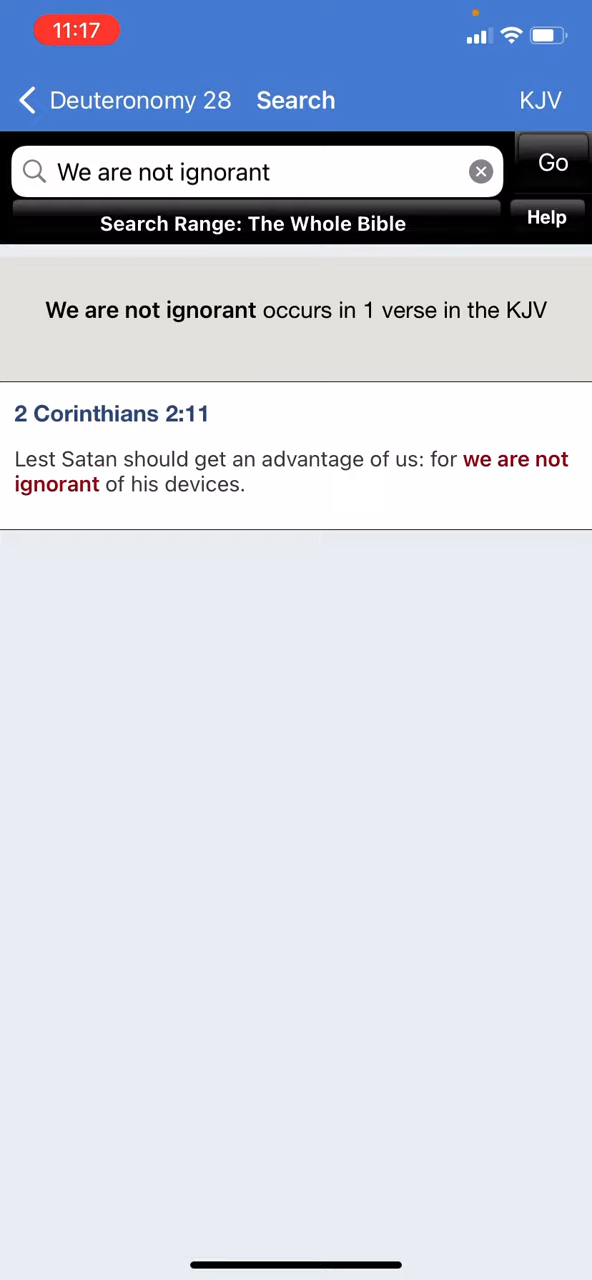 11:17
Deuteronomy 28 Search KJV
We are not ignorant
Go
Search Range: The Whole Bible
Help
We are not ignorant occurs in 1 verse in the KJV
2 Corinthians 2:11
Lest Satan should get an advantage of us: for we are not
ignorant of his devices.